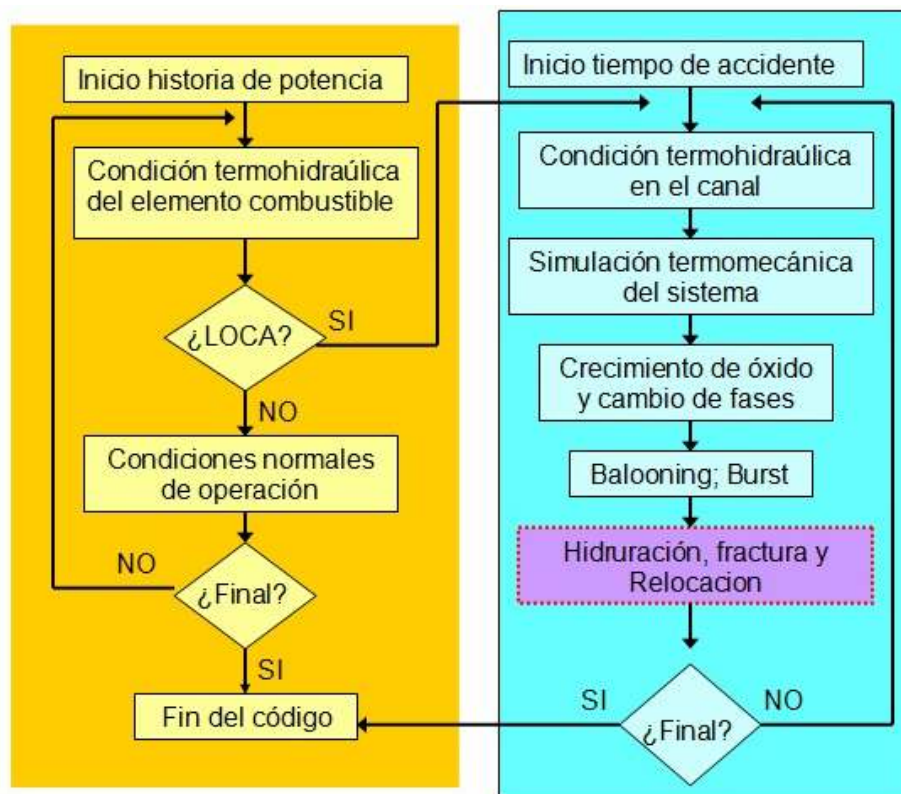 Inicio historia de potencia
Condición termohidraúlica
del elemento combustible
¿LOCA?
SI
NO
Condiciones normales
de operación
NO
¿Final?
SI
Fin del código
Inicio tiempo de accidente
Condición termohidraúlica
en el canal
Simulación termomecánica
del sistema
Crecimiento de óxido
y cambio de fases
Balooning; Burst
Hidruración, fractura y
Relocacion
SI
NO
¿Final?